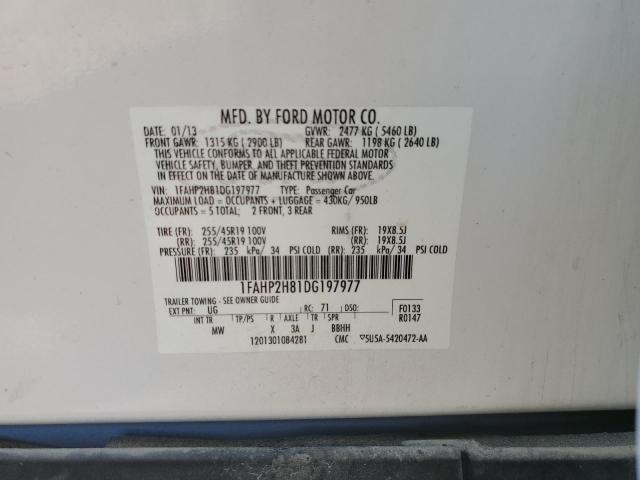 MFD. BY FORD MOTOR CO.
DATE: 01/13 GVWR: 2477 KG ( 5460 LB)
FRONT GAWR: 1315 KG ( 2900 LB) REAR GAWR: 1198 KG ( 2640 LB)
THIS VEHICLE CONFORMS TO ALL APPLICABLE FEDERAL MOTOR
VEHICLE SAFETY, BUMPER, AND THEFT PREVENTION STANDARDS
IN EFFECT ON THE DATE OF MANUFACTURE SHOWN ABOVE.
VIN: 1FAHP2H81DG197977 TYPE: Passenger Car
MAXIMUM LOAD = OCCUPANTS + LUGGAGE = 430KG/ 950LB
OCCUPANTS = 5 TOTAL: 2 FRONT, 3 REAR
TIRE (FR): 255/45R19 100V RIMS (FR): 19X8.5J
(RR): 255/45R19 100V (RR): 19X8.5J
PRESSURE (FR): 235 kPa/ 34 PSI COLD (RR): 235 kPa/ 34 PSI COLD
1FAHP2H81DG197977
TRAILER TOWING - SEE OWNER GUIDE
EXT PNT: UG RC: 71 DSO: F0133
R0147
INT TR TP/PS R AXLE TR SPR
MW X 3A J BBHH
1201301084281 CMC ▽5U5A-5420472-AA